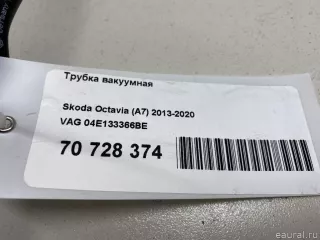 Трубка вакуумная
Skoda Octavia (A7) 2013-2020
VAG 04E133366BE
70 728 374
eaural.ru